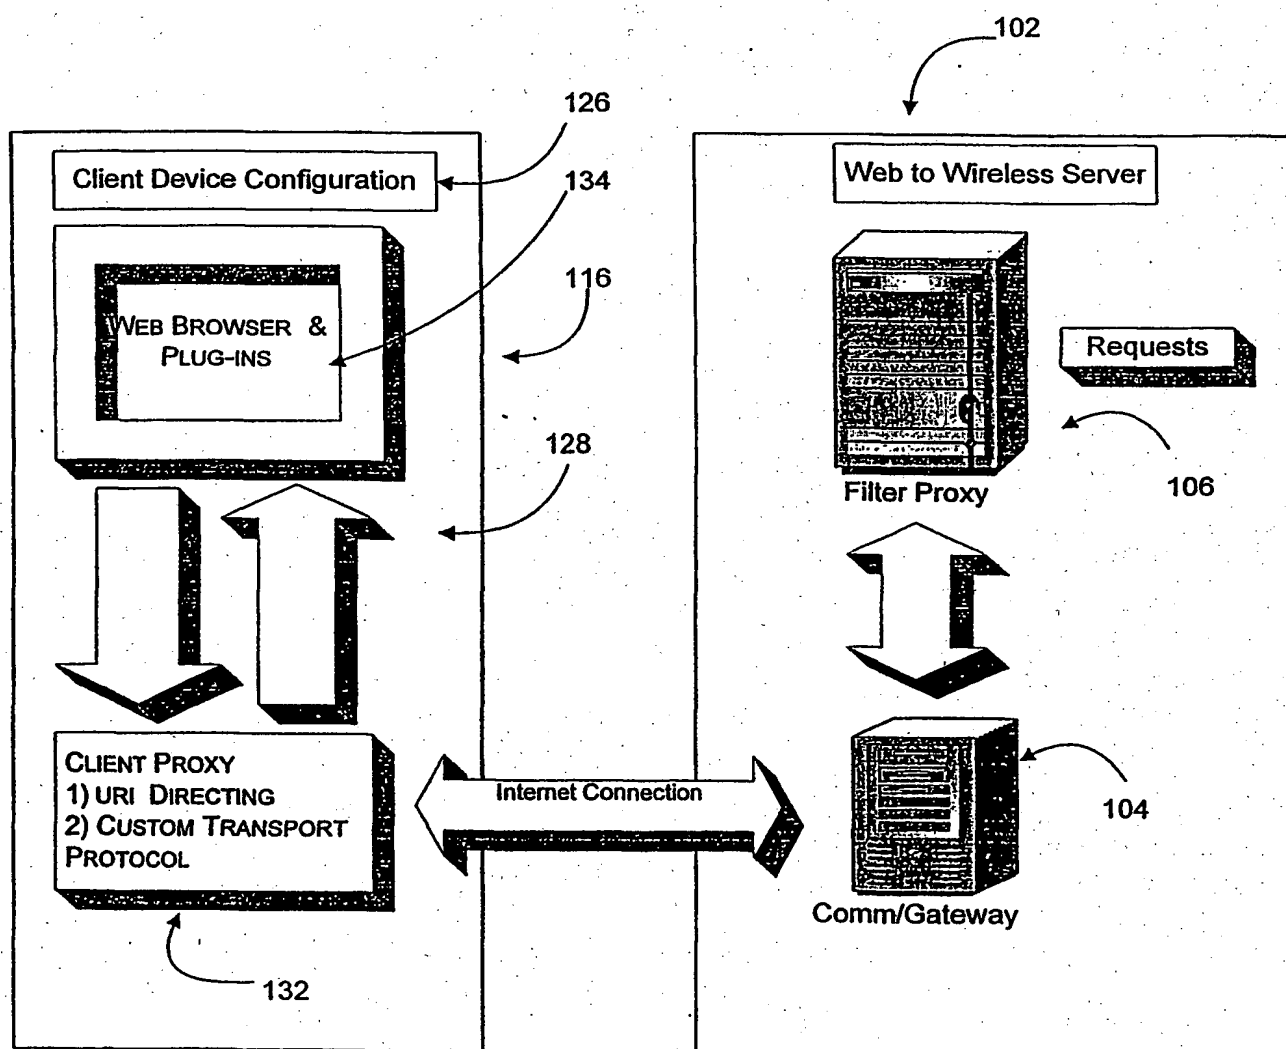 102
126
Client Device Configuration
134
Web to Wireless Server
116
WEB BROWSER &
PLUG-INS
Requests
128
106
Filter Proxy
CLIENT PROXY
1) URI DIRECTING
2) CUSTOM TRANSPORT
PROTOCOL
Internet Connection
104
Comm/Gateway
132